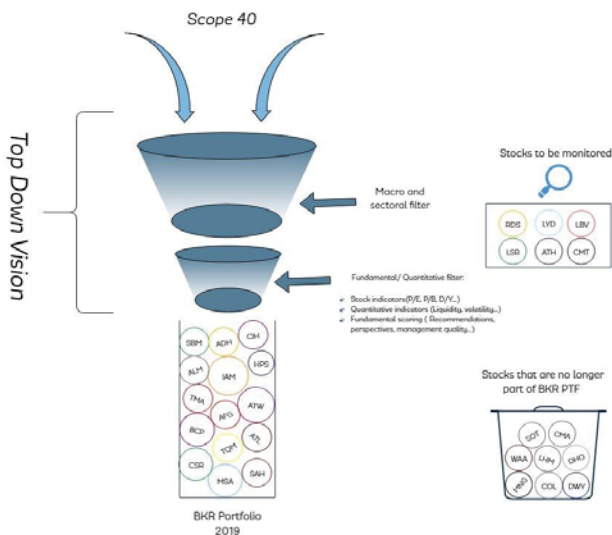 Scope 40
Top Down Vision
Macro and
sectoral filter
Fundamental/ Quantitative filter:
Stock indicators(P/E, P/B, D/Y...)
Quantitative indicators (Liquidity, volatility...)
Fundamental scoring ( Recommendations,
perspectives, management quality...)
SBM
ADH
CIH
ALM
IAM
HPS
TMA
AFG
ATW
BCP
TQM
ATL
CSR
MSA
SAH
BKR Portfolio
2019
Stocks to be monitored
RDS
LYD
LBV
LSR
ATH
CMT
Stocks that are no longer
part of BKR PTF
SOT
CMA
WAA
LHM
GHO
MNG
COL
DWY